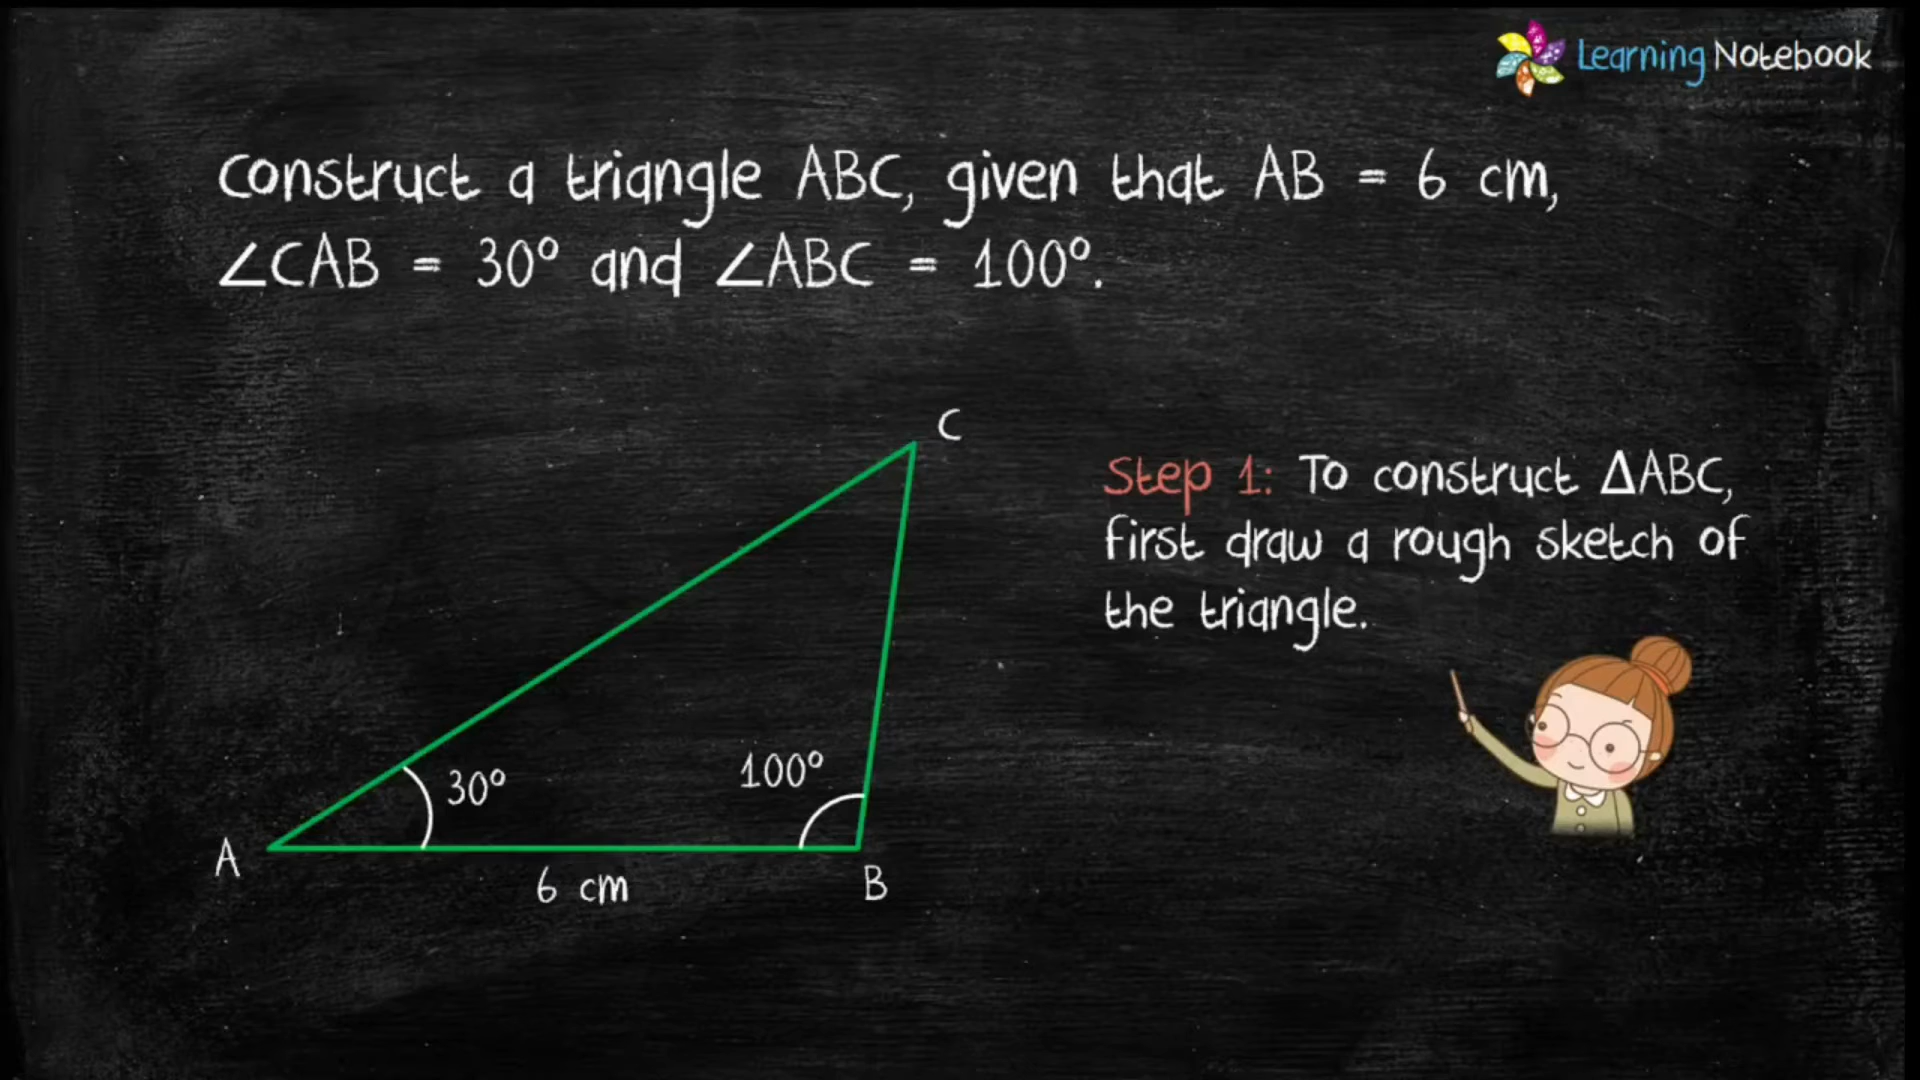 Learning Notebook
Construct a triangle ABC, given that AB = 6 cm,
∠CAB = 30° and ∠ABC = 100°.
C
Step 1: To construct ΔABC,
first draw a rough sketch of
the triangle.
100°
30°
A
6 cm
B